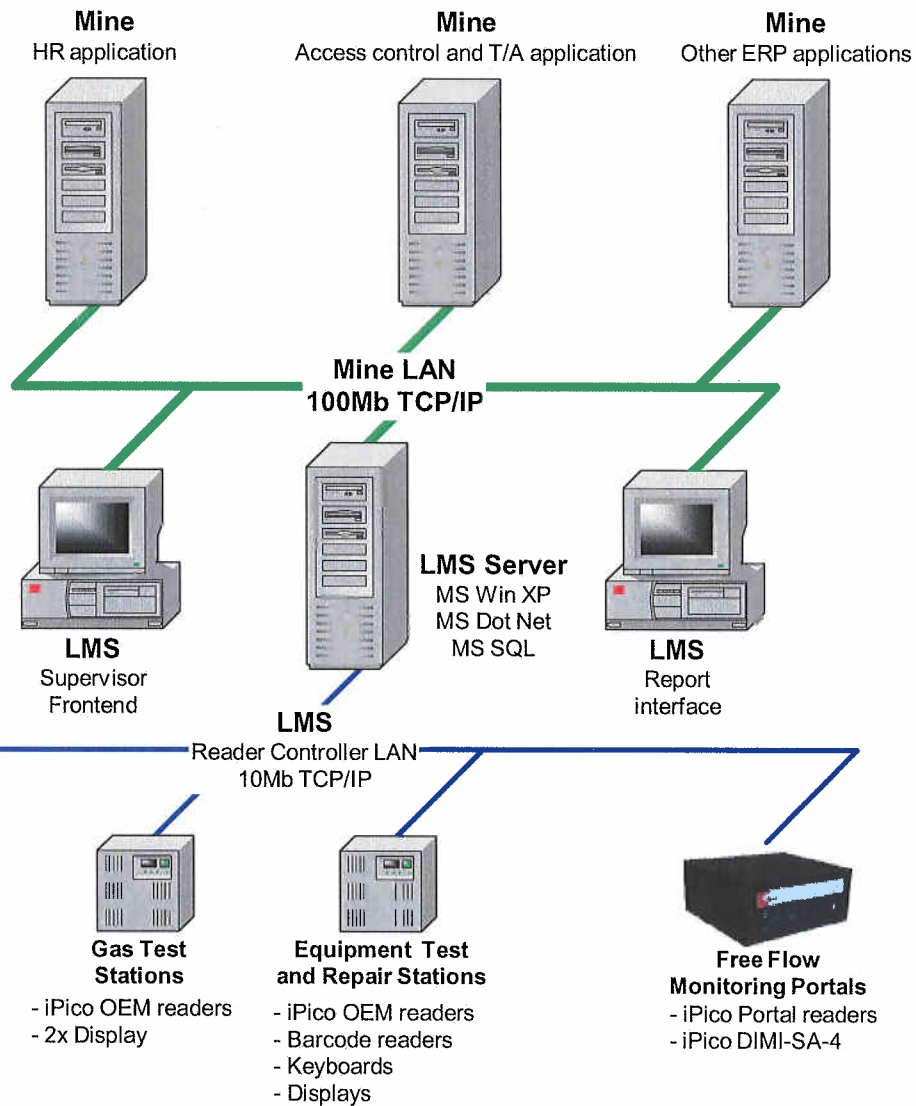 Mine
HR application
Mine
Access control and T/A application
Mine
Other ERP applications
Mine LAN
100Mb TCP/IP
LMS Server
MS Win XP
MS Dot Net
MS SQL
LMS
Supervisor
Frontend
LMS
Report
interface
LMS
Reader Controller LAN
10Mb TCP/IP
Gas Test
Stations
- iPico OEM readers
- 2x Display
Equipment Test
and Repair Stations
- iPico OEM readers
- Barcode readers
- Keyboards
- Displays
Free Flow
Monitoring Portals
- iPico Portal readers
- iPico DIMI-SA-4